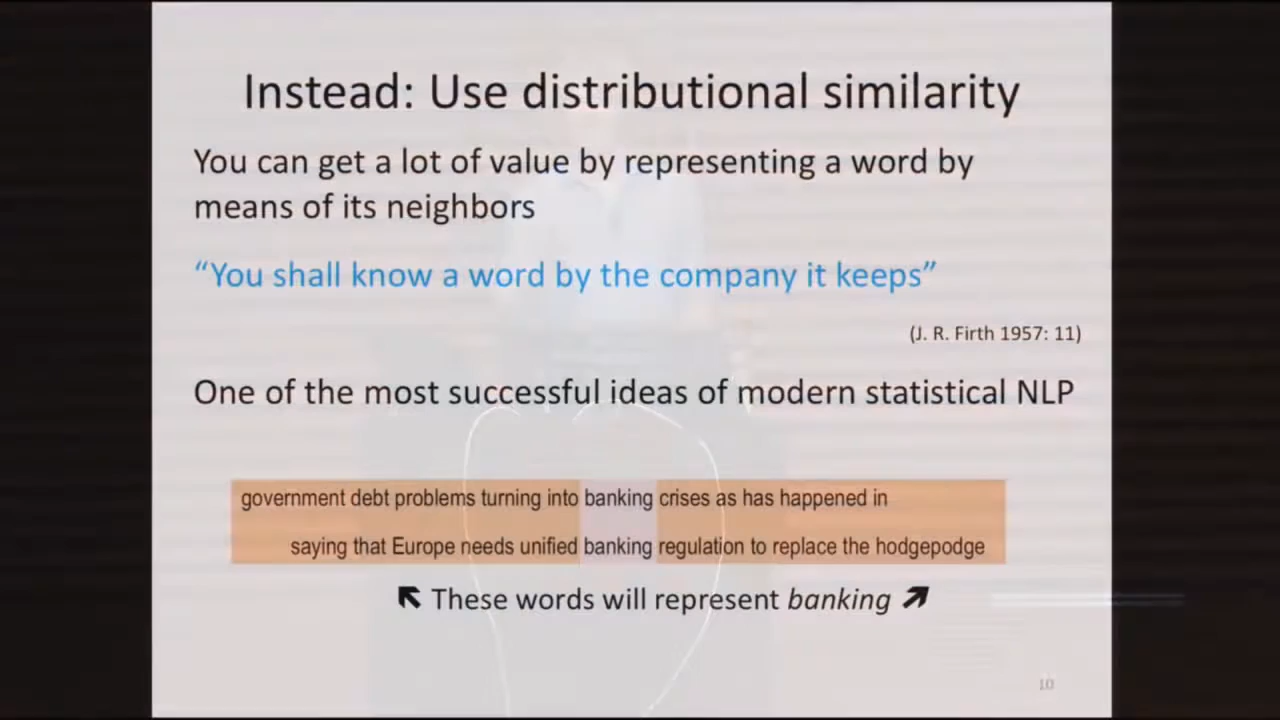 Instead: Use distributional similarity
You can get a lot of value by representing a word by
means of its neighbors
“You shall know a word by the company it keeps”
(J. R. Firth 1957: 11)
One of the most successful ideas of modern statistical NLP
government debt problems turning into banking crises as has happened in
saying that Europe needs unified banking regulation to replace the hodgepodge
↖ These words will represent banking ↗
10